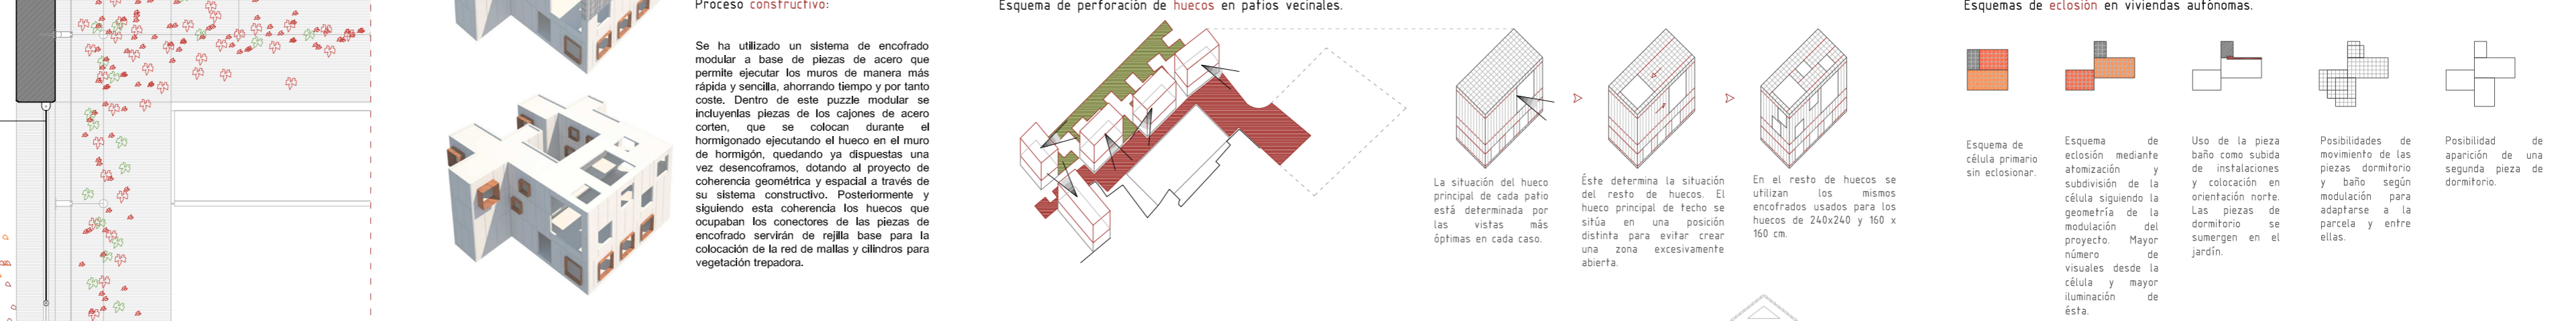 Proceso constructivo:
Se ha utilizado un sistema de encofrado
modular a base de piezas de acero que
permite ejecutar los muros de manera más
rápida y sencilla, ahorrando tiempo y por tanto
coste. Dentro de este puzzle modular se
incluyenlas piezas de los cajones de acero
corten, que se colocan durante el
hormigonado ejecutando el hueco en el muro
de hormigón, quedando ya dispuestas una
vez desencoframos, dotando al proyecto de
coherencia geométrica y espacial a través de
su sistema constructivo. Posteriormente y
siguiendo esta coherencia los huecos que
ocupaban los conectores de las piezas de
encofrado servirán de rejilla base para la
colocación de la red de mallas y cilindros para
vegetación trepadora.
Esquema de perforación de huecos en patios vecinales.
La situación del hueco
principal de cada patio
está determinada por
las vistas más
óptimas en cada caso.
Éste determina la situación
del resto de huecos. El
hueco principal de techo se
sitúa en una posición
distinta para evitar crear
una zona excesivamente
abierta.
En el resto de huecos se
utilizan los mismos
encofrados usados para los
huecos de 240x240 y 160 x
160 cm.
Esquemas de eclosión en viviendas autónomas.
Esquema de
célula primario
sin eclosionar.
Esquema de
eclosión mediante
atomización y
subdivisión de la
célula siguiendo la
geometría de la
modulación del
proyecto. Mayor
número de
visuales desde la
célula y mayor
iluminación de
ésta.
Uso de la pieza
baño como subida
de instalaciones
y colocación en
orientación norte.
Las piezas de
dormitorio se
sumergen en el
jardín.
Posibilidades de
movimiento de las
piezas dormitorio
y baño según
modulación para
adaptarse a la
parcela y entre
ellas.
Posibilidad de
aparición de una
segunda pieza de
dormitorio.